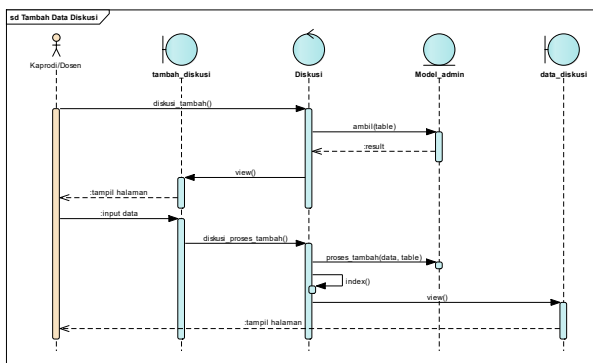 sd Tambah Data Diskusi
Kaprodi/Dosen
tambah_diskusi
Diskusi
Model_admin
data_diskusi
diskusi_tambah()
ambil(table)
:result
view()
:tampil halaman
:input data
diskusi_proses_tambah()
proses_tambah(data, table)
index()
view()
:tampil halaman